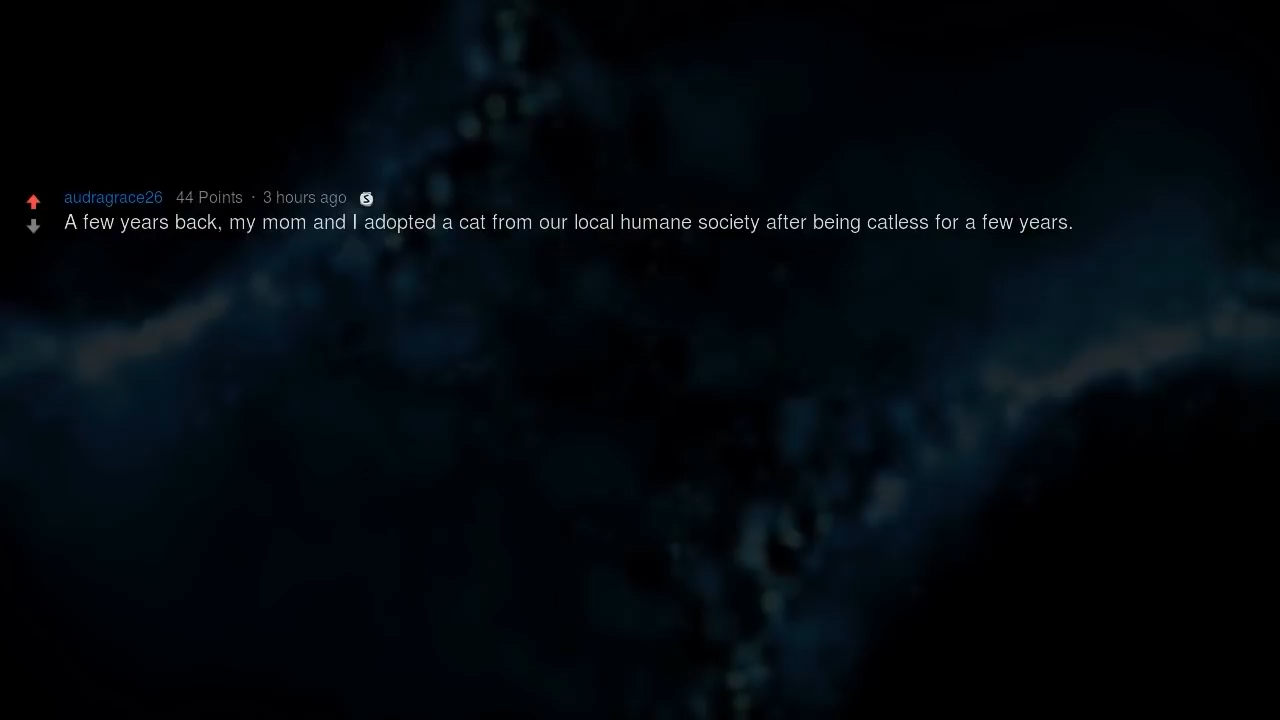 audragrace26 44 Points · 3 hours ago S
A few years back, my mom and I adopted a cat from our local humane society after being catless for a few years.